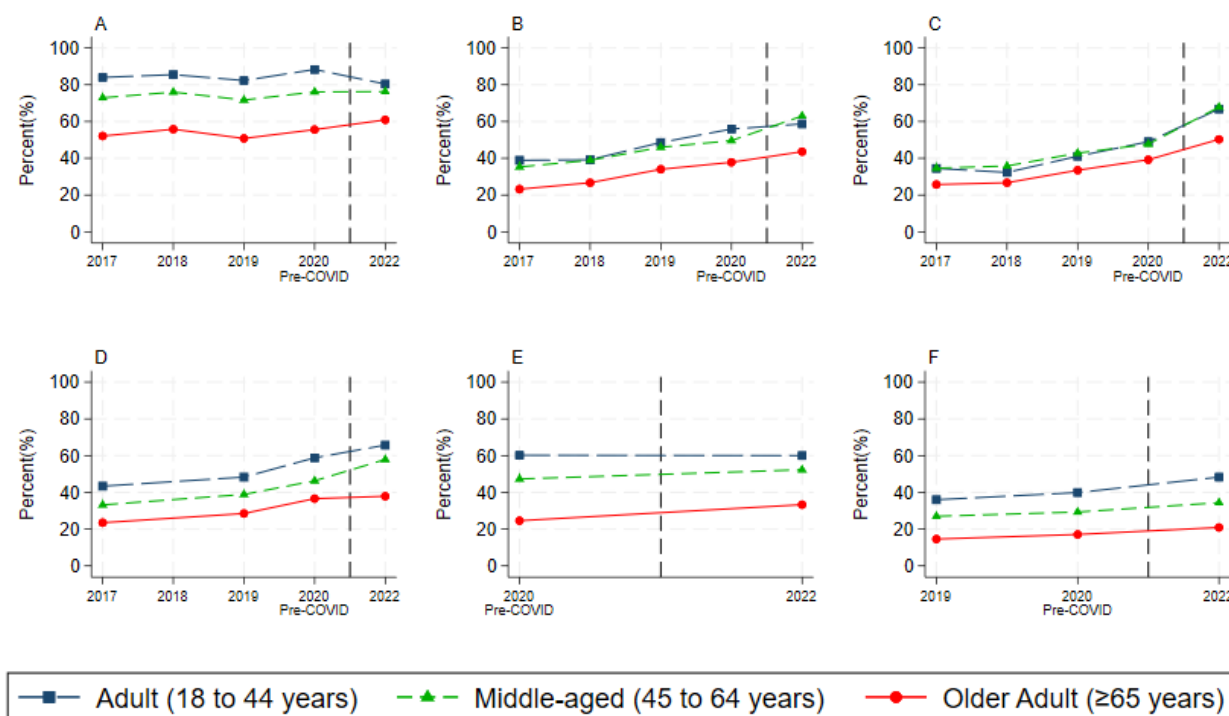 A
B
C
Percent(%)
100
80
60
40
20
0
2017
2018
2019
2020
Pre-COVID
2022
Percent(%)
100
80
60
40
20
0
2017
2018
2019
2020
Pre-COVID
2022
Percent(%)
100
80
60
40
20
0
2017
2018
2019
2020
Pre-COVID
2022
D
E
F
Percent(%)
100
80
60
40
20
0
2017
2018
2019
2020
Pre-COVID
2022
Percent(%)
100
80
60
40
20
0
2020
Pre-COVID
2022
Percent(%)
100
80
60
40
20
0
2019
2020
Pre-COVID
2022
Adult (18 to 44 years)
Middle-aged (45 to 64 years)
Older Adult (≥65 years)